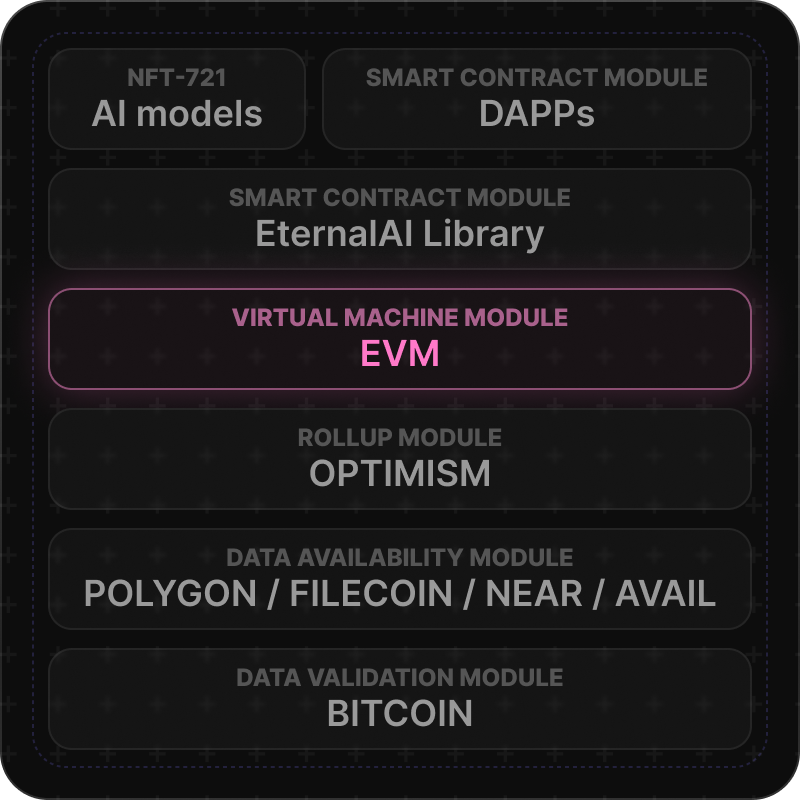 NFT-721
AI models
SMART CONTRACT MODULE
DAPPs
SMART CONTRACT MODULE
EternalAI Library
VIRTUAL MACHINE MODULE
EVM
ROLLUP MODULE
OPTIMISM
DATA AVAILABILITY MODULE
POLYGON / FILECOIN / NEAR / AVAIL
DATA VALIDATION MODULE
BITCOIN